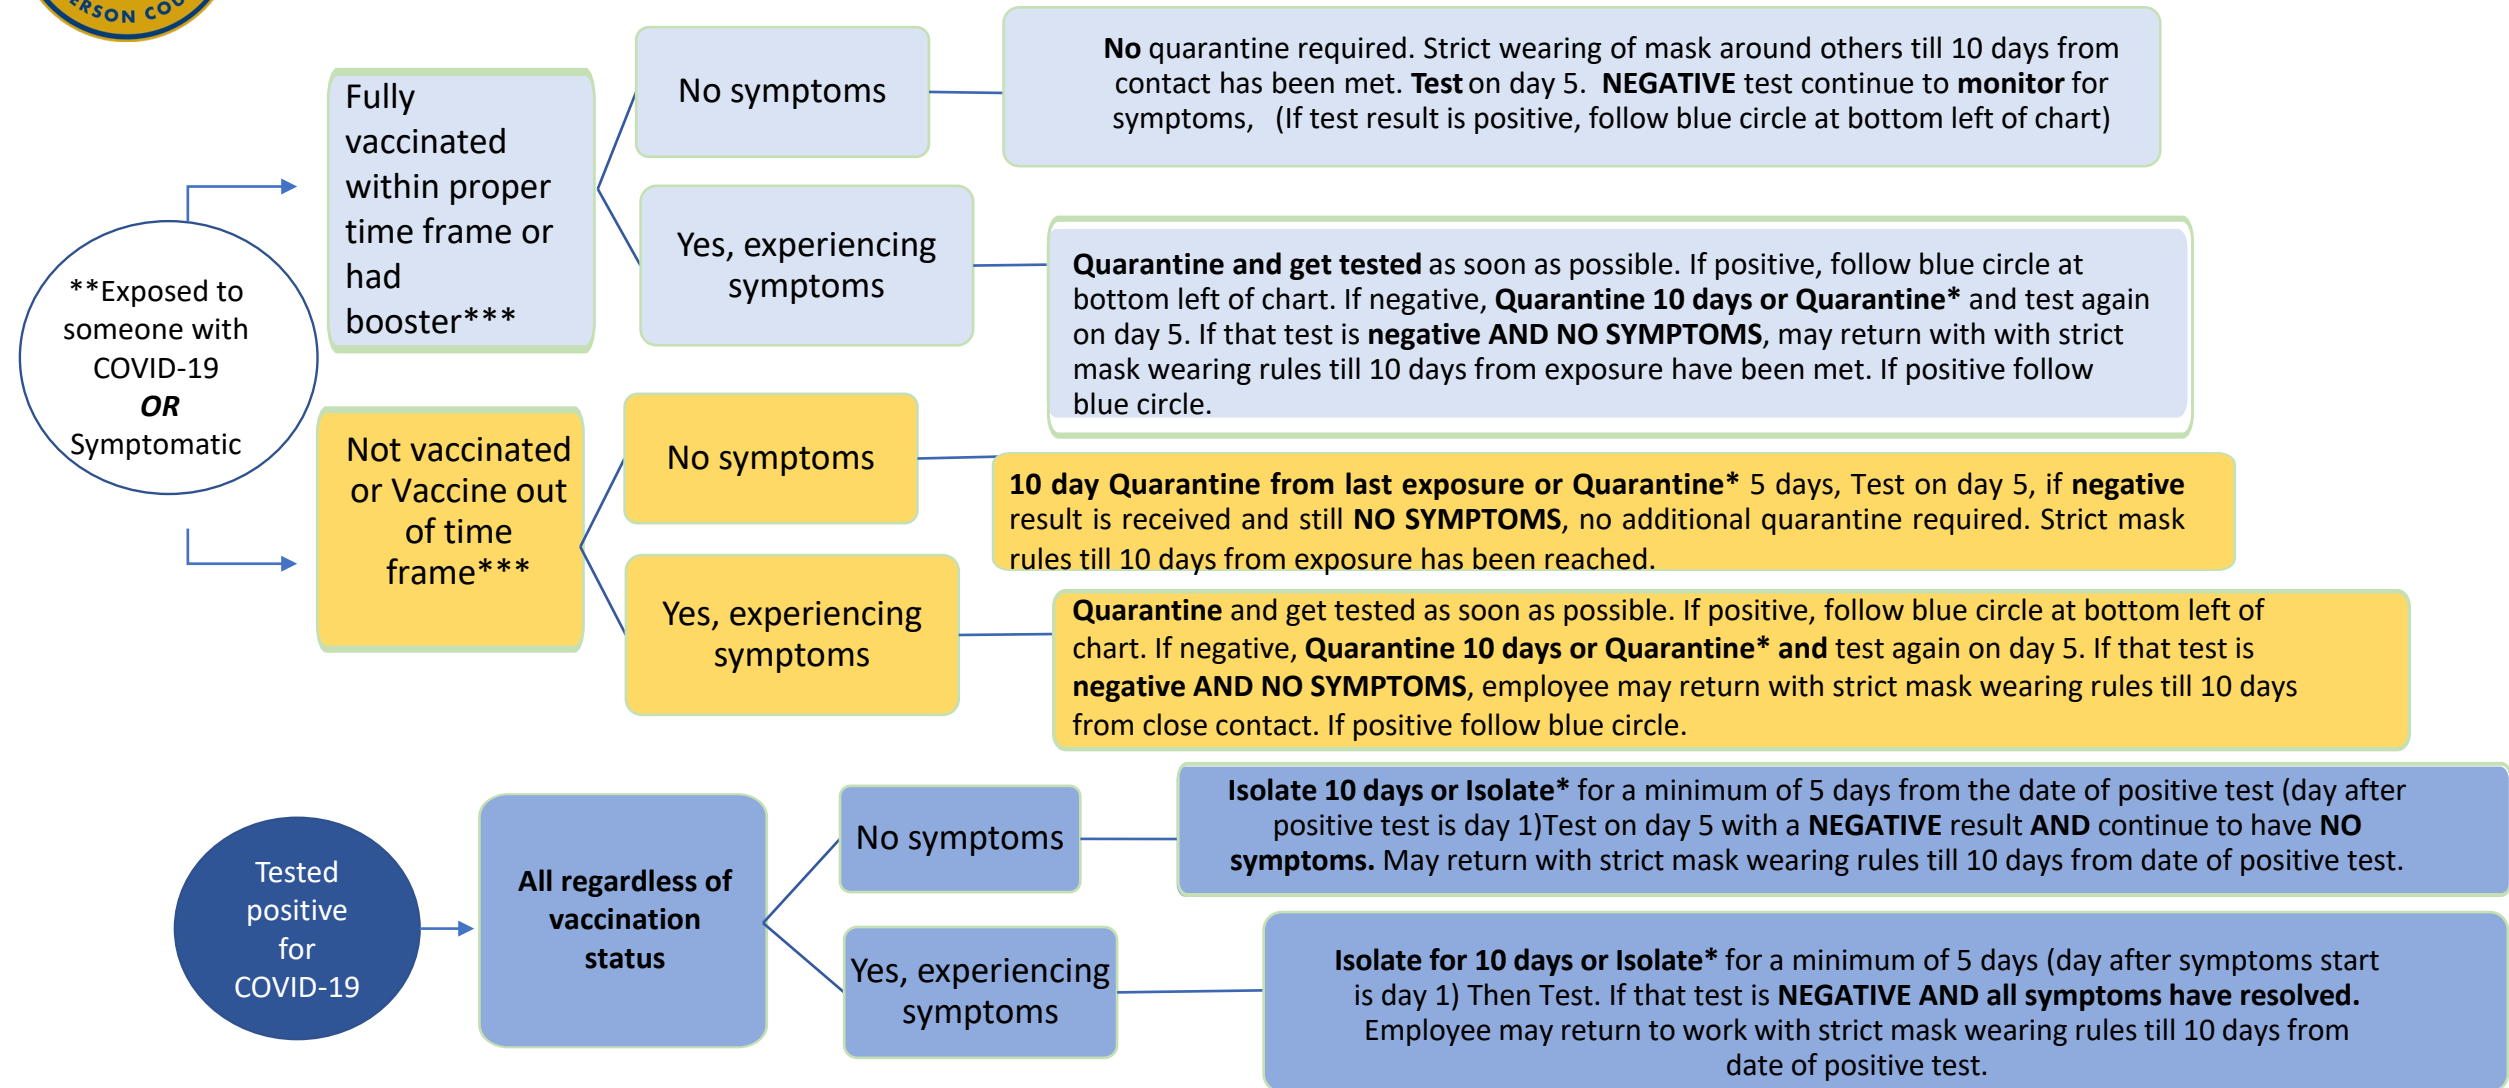 ERSON COU
No symptoms
No quarantine required. Strict wearing of mask around others till 10 days from
contact has been met. Test on day 5. NEGATIVE test continue to monitor for
symptoms, (If test result is positive, follow blue circle at bottom left of chart)
Fully
vaccinated
within proper
time frame or
had
booster***
Yes, experiencing
symptoms
Quarantine and get tested as soon as possible. If positive, follow blue circle at
bottom left of chart. If negative, Quarantine 10 days or Quarantine* and test again
on day 5. If that test is negative AND NO SYMPTOMS, may return with with strict
mask wearing rules till 10 days from exposure have been met. If positive follow
blue circle.
**Exposed to
someone with
COVID-19
OR
Symptomatic
Not vaccinated
or Vaccine out
of time
frame***
No symptoms
10 day Quarantine from last exposure or Quarantine* 5 days, Test on day 5, if negative
result is received and still NO SYMPTOMS, no additional quarantine required. Strict mask
rules till 10 days from exposure has been reached.
Yes, experiencing
symptoms
Quarantine and get tested as soon as possible. If positive, follow blue circle at bottom left of
chart. If negative, Quarantine 10 days or Quarantine* and test again on day 5. If that test is
negative AND NO SYMPTOMS, employee may return with strict mask wearing rules till 10 days
from close contact. If positive follow blue circle.
Tested
positive
for
COVID-19
All regardless of
vaccination
status
No symptoms
Isolate 10 days or Isolate* for a minimum of 5 days from the date of positive test (day after
positive test is day 1)Test on day 5 with a NEGATIVE result AND continue to have NO
symptoms. May return with strict mask wearing rules till 10 days from date of positive test.
Yes, experiencing
symptoms
Isolate for 10 days or Isolate* for a minimum of 5 days (day after symptoms start
is day 1) Then Test. If that test is NEGATIVE AND all symptoms have resolved.
Employee may return to work with strict mask wearing rules till 10 days from
date of positive test.